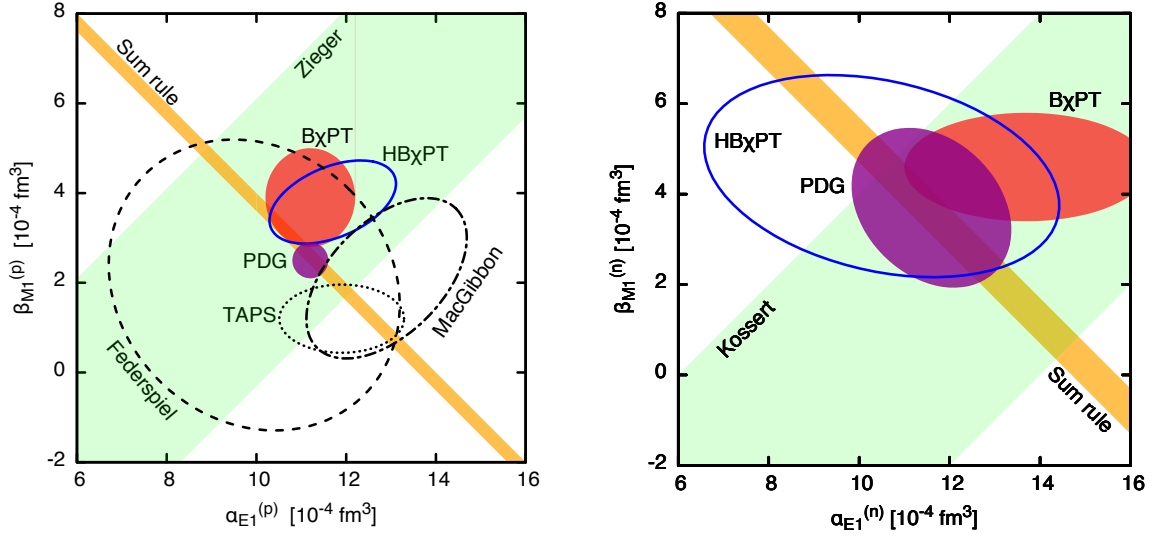 8
6
4
2
0
-2
6
8
10
12
14
16
β_M1^(p) [10^-4 fm^3]
α_E1^(p) [10^-4 fm^3]
Sum rule
Zieger
BχPT
HBχPT
PDG
TAPS
MacGibbon
Federspiel
8
6
4
2
0
-2
6
8
10
12
14
16
β_M1^(n) [10^-4 fm^3]
α_E1^(n) [10^-4 fm^3]
BχPT
HBχPT
PDG
Kossert
Sum rule